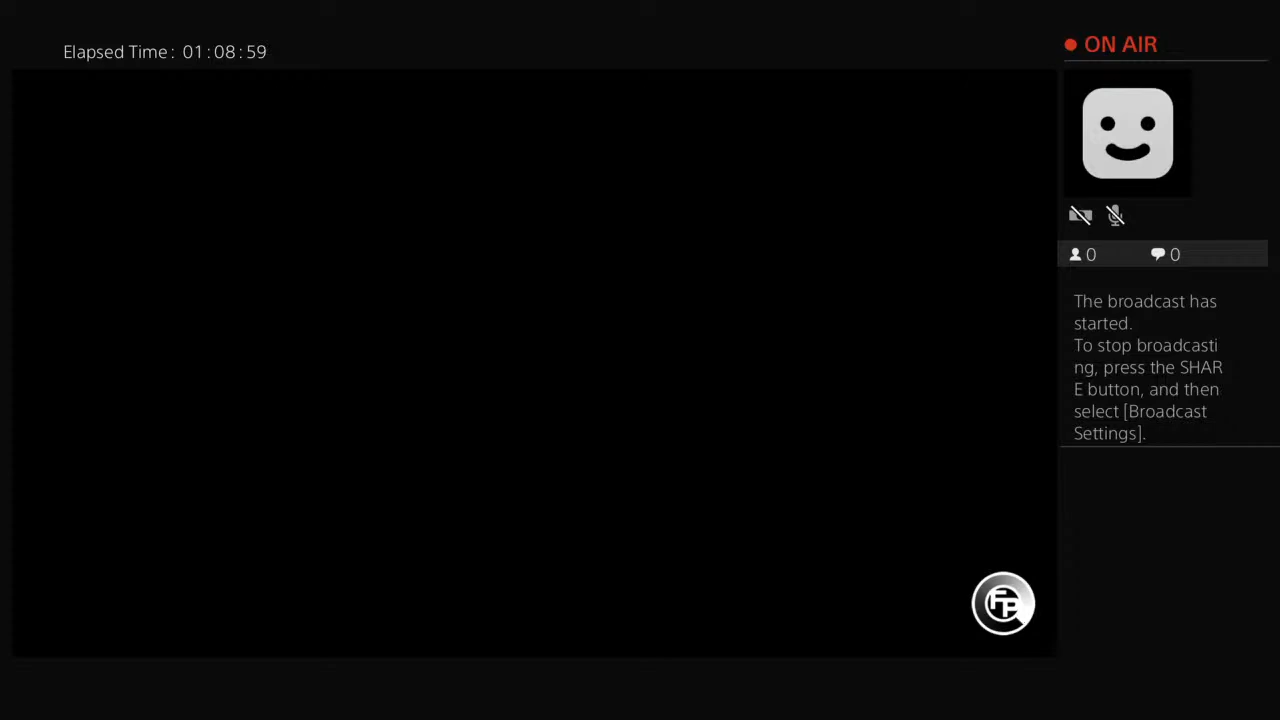 Elapsed Time: 01:08:59
ON AIR
0 0
The broadcast has
started.
To stop broadcasti
ng, press the SHAR
E button, and then
select [Broadcast
Settings].
FP